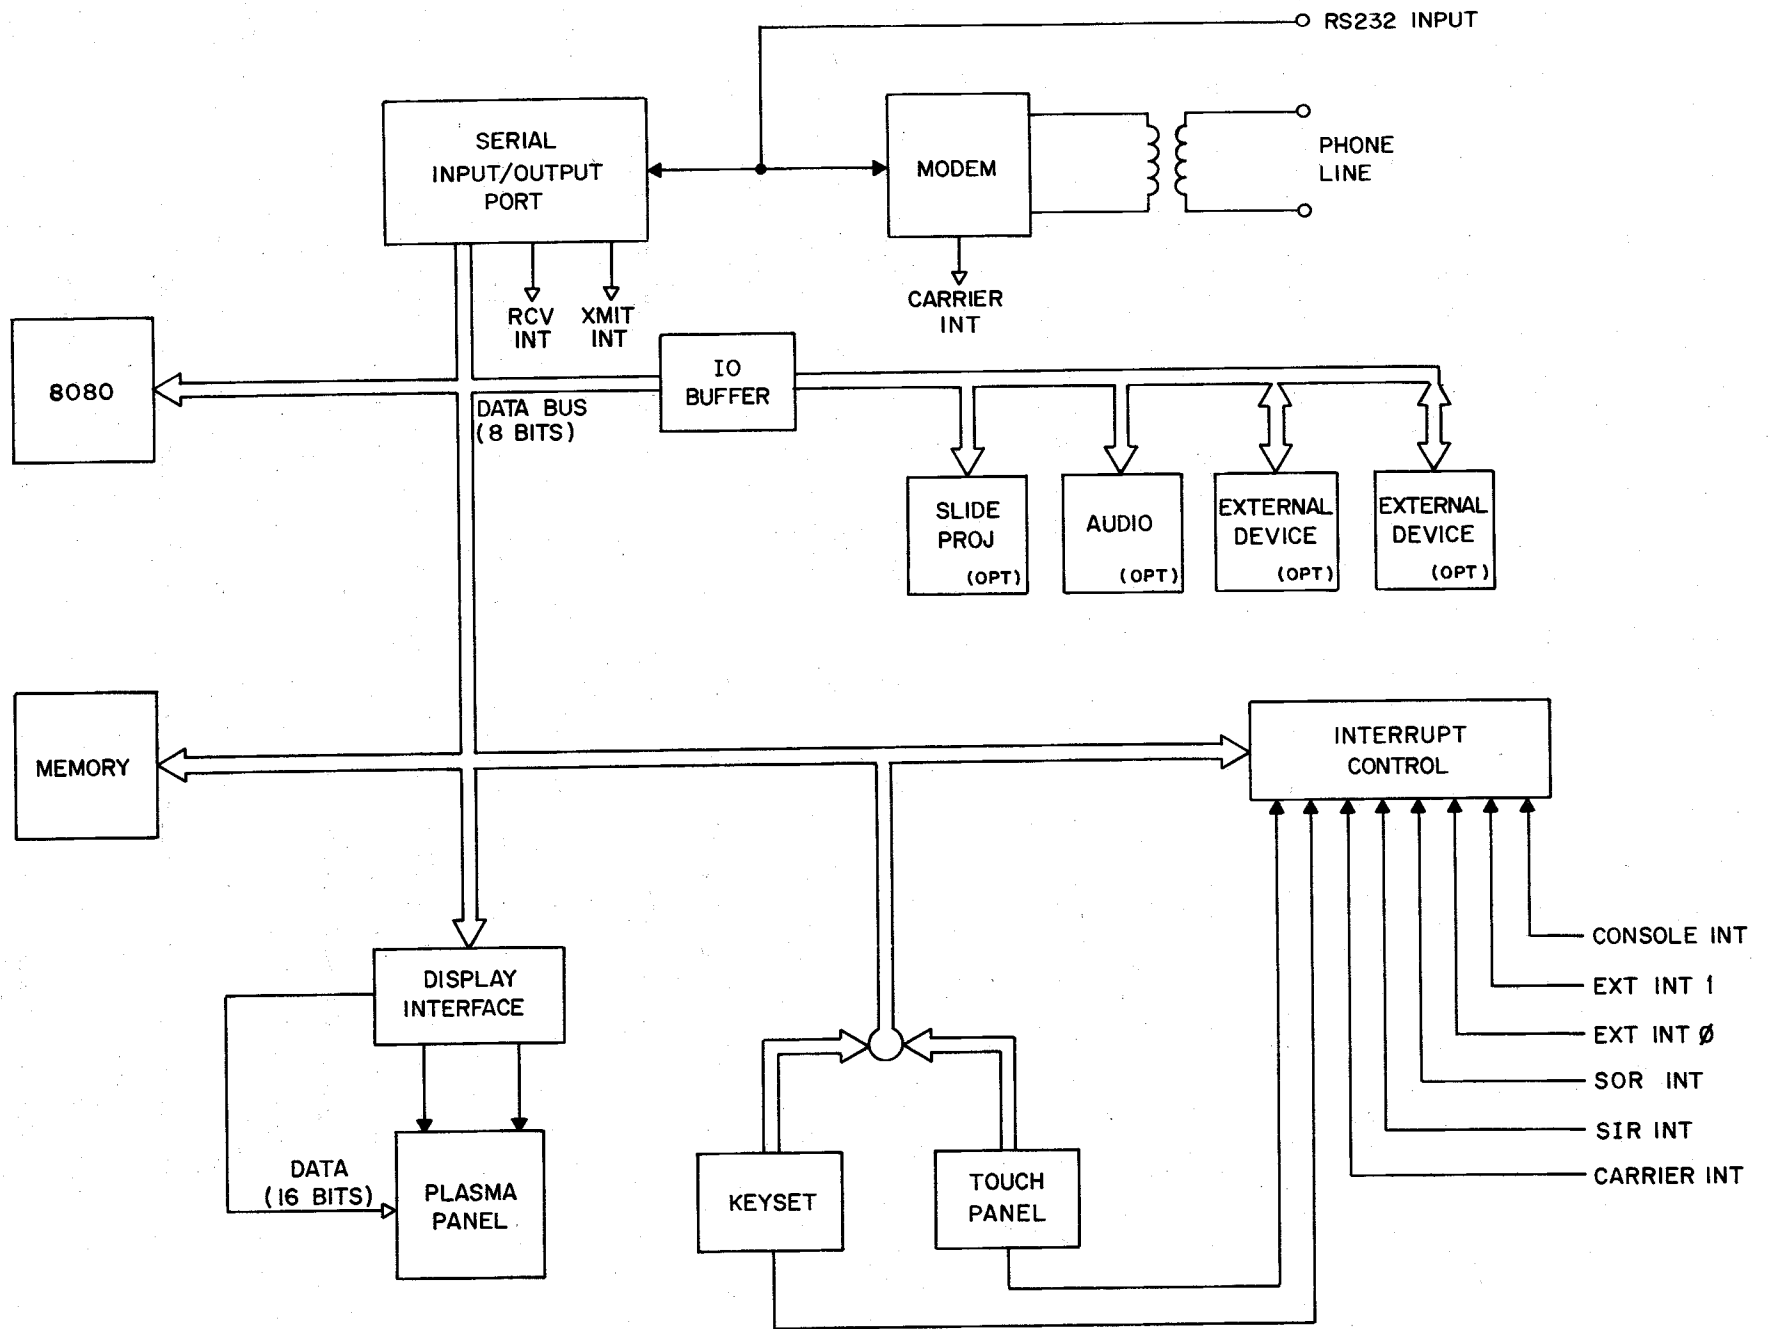 RS232 INPUT
SERIAL
INPUT/OUTPUT
PORT
MODEM
PHONE
LINE
RCV
INT
XMIT
INT
CARRIER
INT
8080
IO
BUFFER
DATA BUS
(8 BITS)
SLIDE
PROJ
(OPT)
AUDIO
(OPT)
EXTERNAL
DEVICE
(OPT)
EXTERNAL
DEVICE
(OPT)
MEMORY
INTERRUPT
CONTROL
CONSOLE INT
EXT INT 1
EXT INT Ø
SOR INT
SIR INT
CARRIER INT
DISPLAY
INTERFACE
DATA
(16 BITS)
PLASMA
PANEL
KEYSET
TOUCH
PANEL